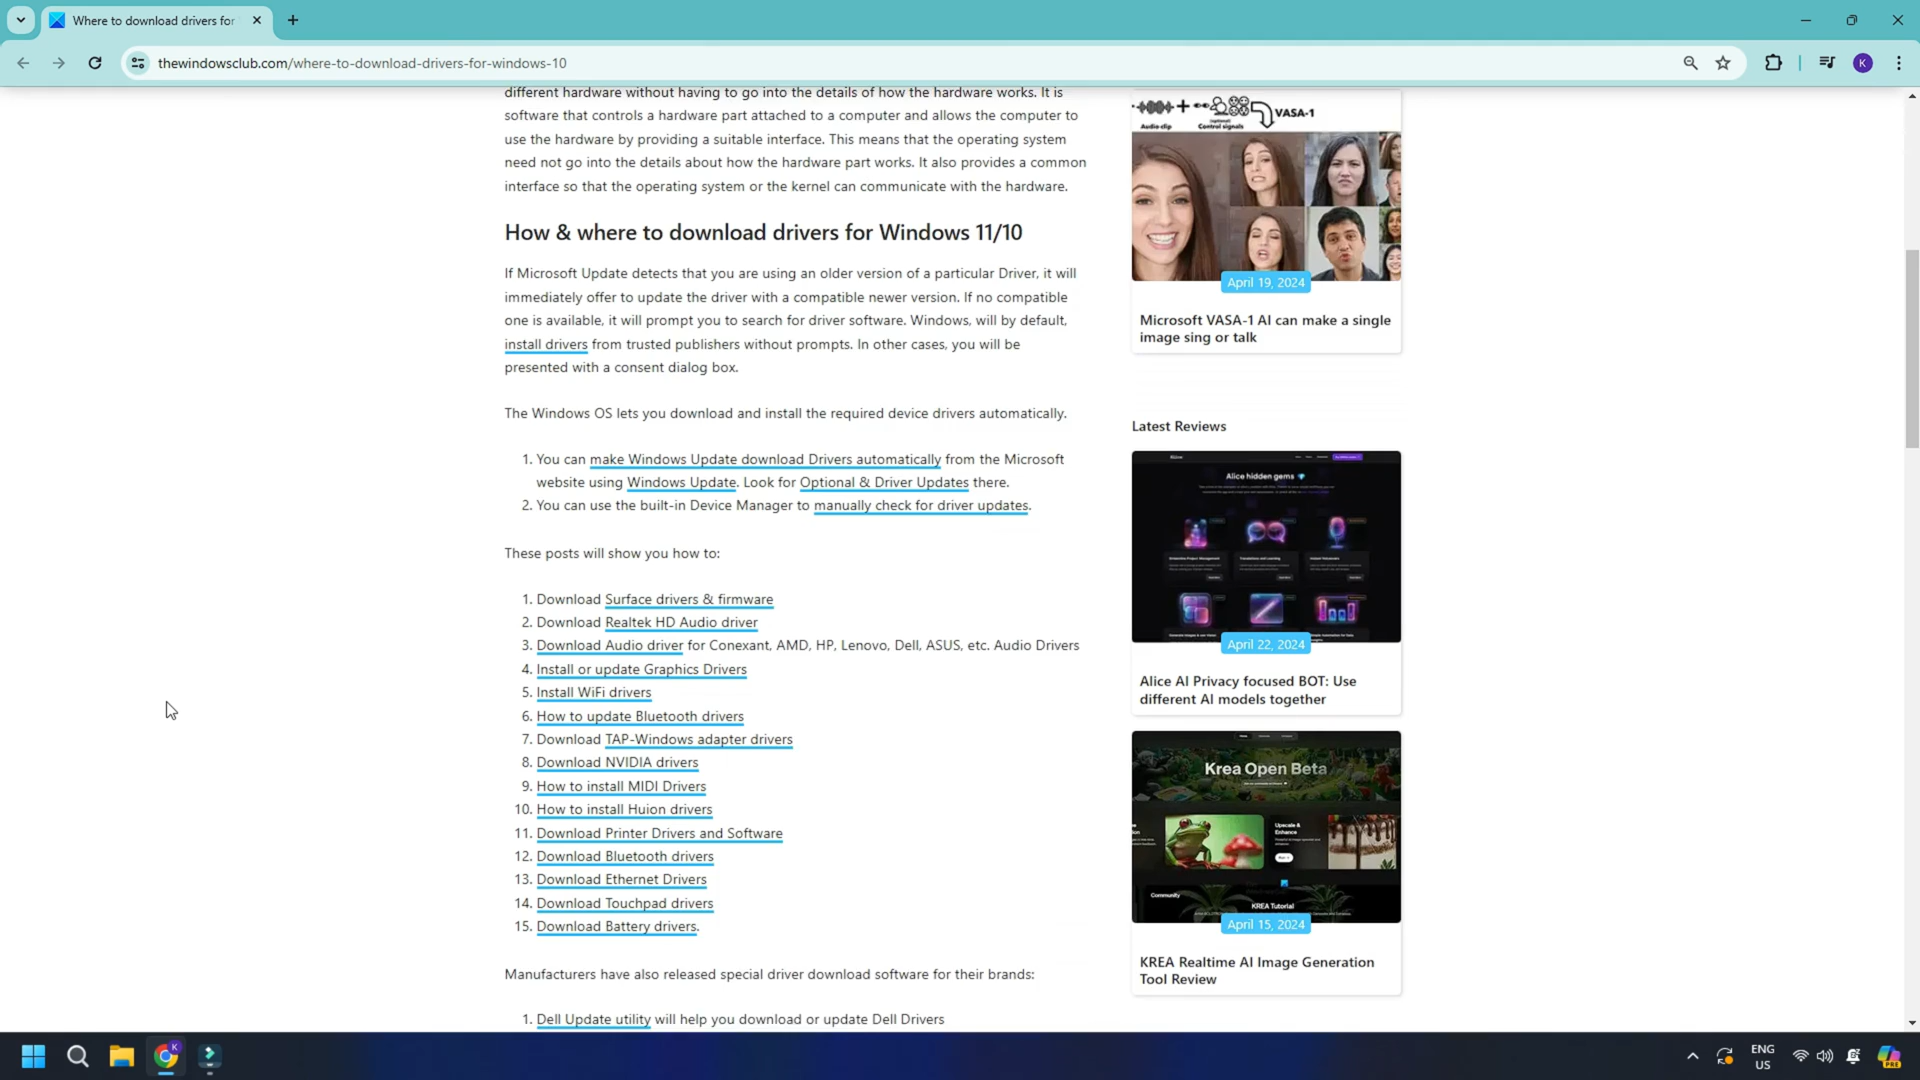 Where to download drivers for
thewindowsclub.com/where-to-download-drivers-for-windows-10
K
different hardware without having to go into the details of how the hardware works. It is
software that controls a hardware part attached to a computer and allows the computer to
use the hardware by providing a suitable interface. This means that the operating system
need not go into the details about how the hardware part works. It also provides a common
interface so that the operating system or the kernel can communicate with the hardware.
How & where to download drivers for Windows 11/10
If Microsoft Update detects that you are using an older version of a particular Driver, it will
immediately offer to update the driver with a compatible newer version. If no compatible
one is available, it will prompt you to search for driver software. Windows, will by default,
install drivers from trusted publishers without prompts. In other cases, you will be
presented with a consent dialog box.
The Windows OS lets you download and install the required device drivers automatically.
1. You can make Windows Update download Drivers automatically from the Microsoft
website using Windows Update. Look for Optional & Driver Updates there.
2. You can use the built-in Device Manager to manually check for driver updates.
These posts will show you how to:
1. Download Surface drivers & firmware
2. Download Realtek HD Audio driver
3. Download Audio driver for Conexant, AMD, HP, Lenovo, Dell, ASUS, etc. Audio Drivers
4. Install or update Graphics Drivers
5. Install WiFi drivers
6. How to update Bluetooth drivers
7. Download TAP-Windows adapter drivers
8. Download NVIDIA drivers
9. How to install MIDI Drivers
10. How to install Huion drivers
11. Download Printer Drivers and Software
12. Download Bluetooth drivers
13. Download Ethernet Drivers
14. Download Touchpad drivers
15. Download Battery drivers.
Manufacturers have also released special driver download software for their brands:
1. Dell Update utility will help you download or update Dell Drivers
VASA-1
Audio clip
Control signals
April 19, 2024
Microsoft VASA-1 AI can make a single
image sing or talk
Latest Reviews
Alice hidden gems
April 22, 2024
Alice AI Privacy focused BOT: Use
different AI models together
Krea Open Beta
Upscale &
Enhance
Community
KREA Tutorial
April 15, 2024
KREA Realtime AI Image Generation
Tool Review
K
ENG
US
PRE